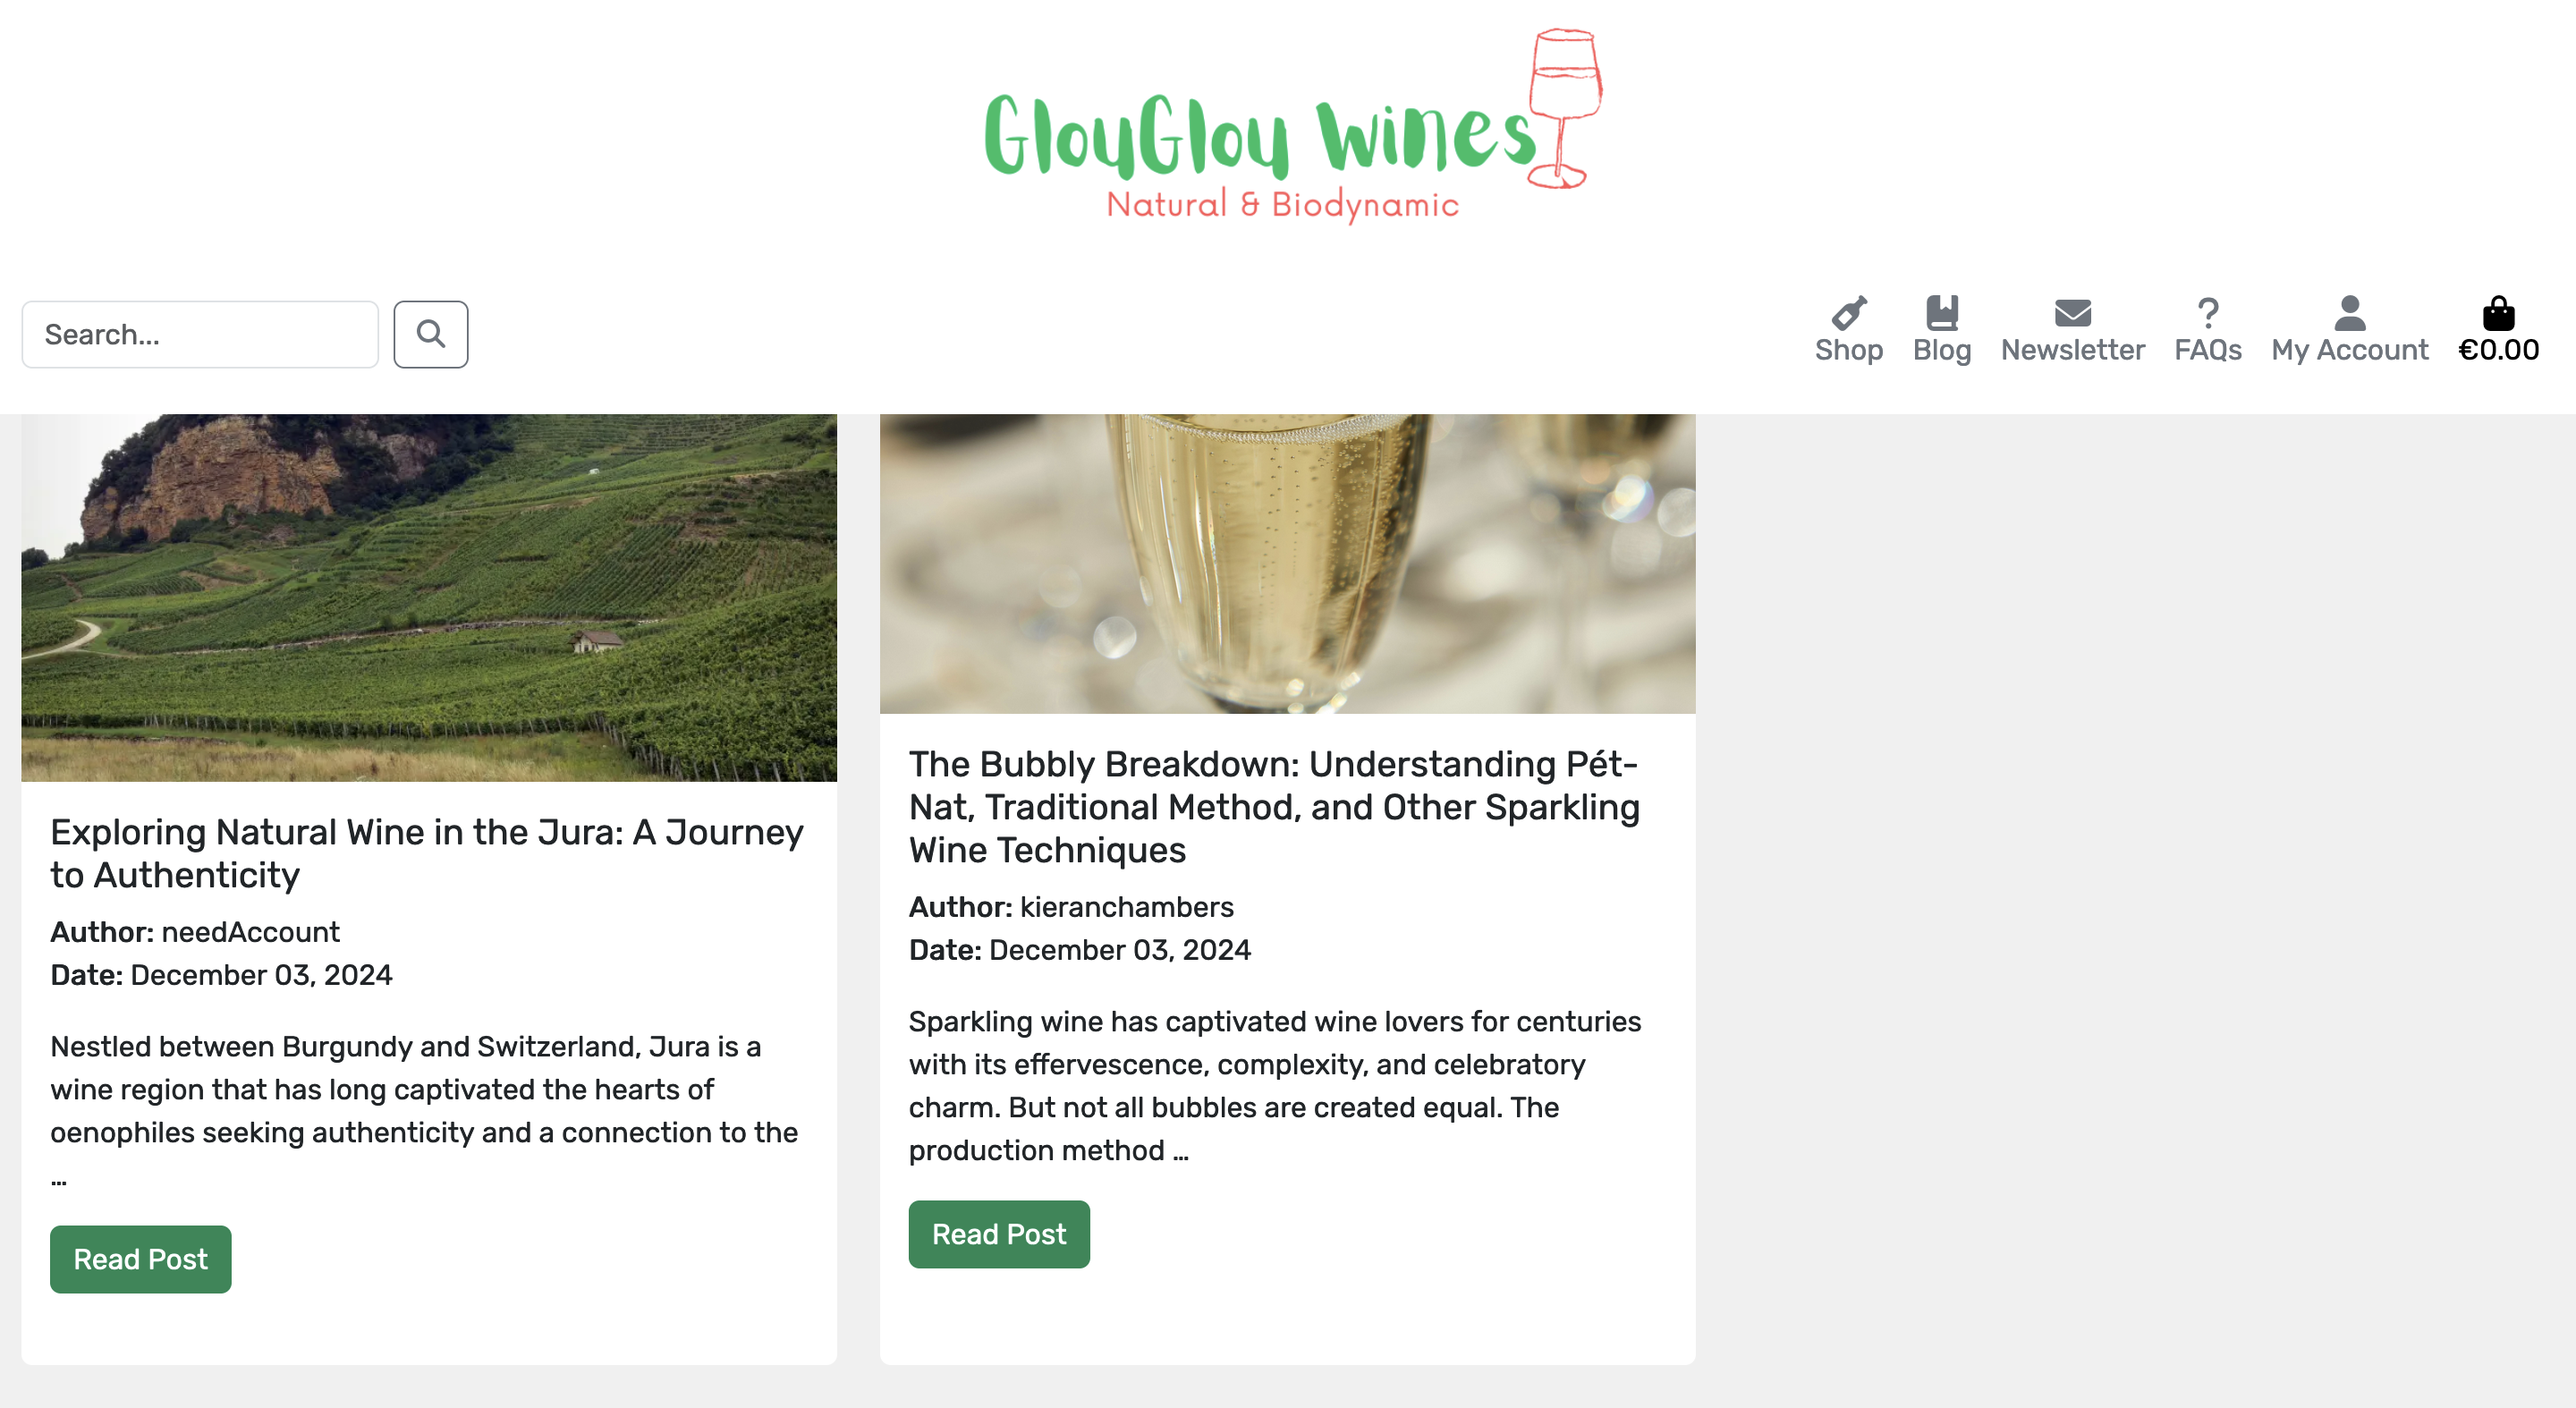 GlouGlou Wines
Natural & Biodynamic
Search...
Shop
Blog
Newsletter
FAQs
My Account
€0.00
Exploring Natural Wine in the Jura: A Journey
to Authenticity
Author: needAccount
Date: December 03, 2024
Nestled between Burgundy and Switzerland, Jura is a
wine region that has long captivated the hearts of
oenophiles seeking authenticity and a connection to the
…
Read Post
The Bubbly Breakdown: Understanding Pét-
Nat, Traditional Method, and Other Sparkling
Wine Techniques
Author: kieranchambers
Date: December 03, 2024
Sparkling wine has captivated wine lovers for centuries
with its effervescence, complexity, and celebratory
charm. But not all bubbles are created equal. The
production method …
Read Post